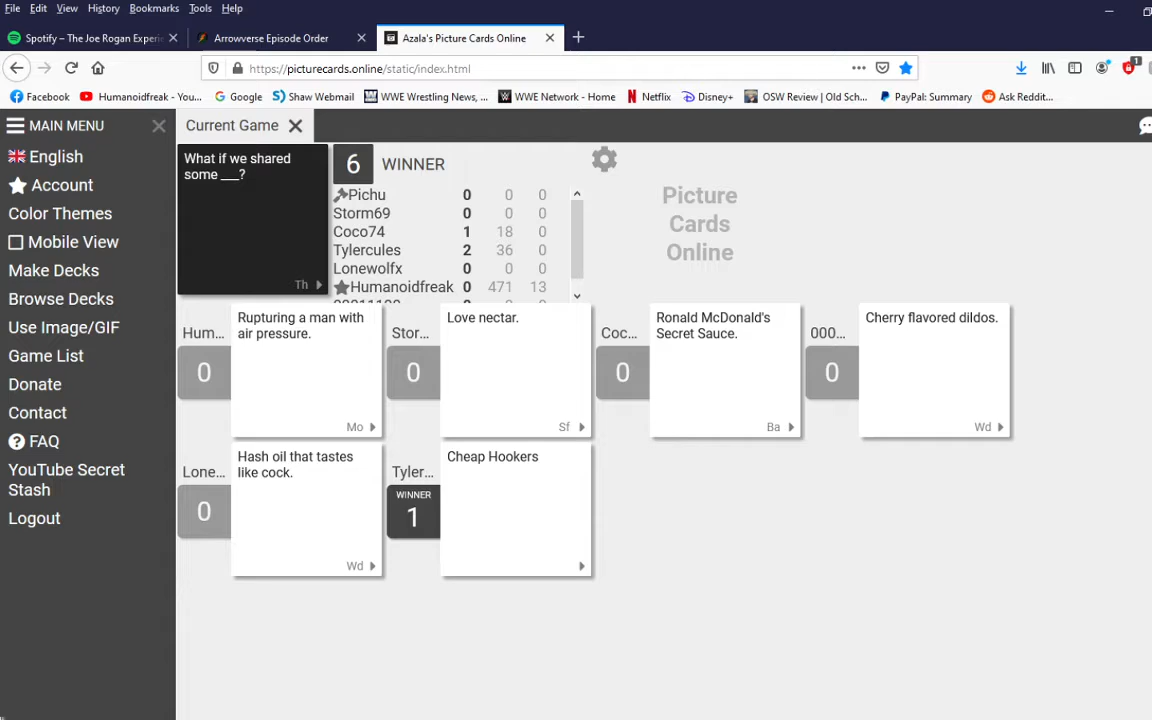 File Edit View History Bookmarks Tools Help
Spotify – The Joe Rogan Experi
Arrowverse Episode Order
Azala's Picture Cards Online
https://picturecards.online/static/index.html
1
Facebook
Humanoidfreak - You...
Google
Shaw Webmail
WWE Wrestling News, ...
WWE Network - Home
Netflix
Disney+
OSW Review | Old Sch...
PayPal: Summary
Ask Reddit...
MAIN MENU
English
Account
Color Themes
Mobile View
Make Decks
Browse Decks
Use Image/GIF
Game List
Donate
Contact
FAQ
YouTube Secret
Stash
Logout
Current Game
What if we shared
some ___?
Th
6 WINNER
Pichu 0 0 0
Storm69 0 0 0
Coco74 1 18 0
Tylercules 2 36 0
Lonewolfx 0 0 0
Humanoidfreak 0 471 13
Picture
Cards
Online
Hum...
0
Rupturing a man with
air pressure.
Mo
Stor...
0
Love nectar.
Sf
Coc...
0
Ronald McDonald's
Secret Sauce.
Ba
000...
0
Cherry flavored dildos.
Wd
Lone...
0
Hash oil that tastes
like cock.
Wd
Tyler...
WINNER
1
Cheap Hookers